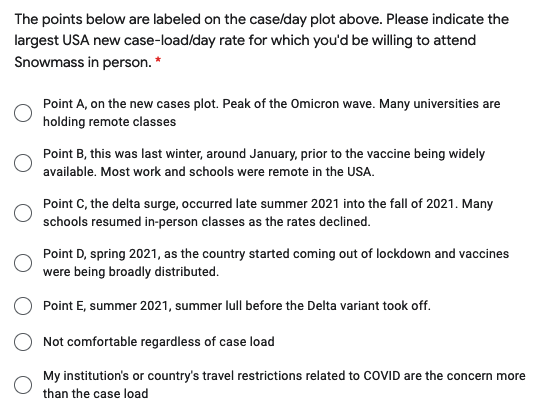 The points below are labeled on the case/day plot above. Please indicate the
largest USA new case-load/day rate for which you'd be willing to attend
Snowmass in person. *
Point A, on the new cases plot. Peak of the Omicron wave. Many universities are
holding remote classes
Point B, this was last winter, around January, prior to the vaccine being widely
available. Most work and schools were remote in the USA.
Point C, the delta surge, occurred late summer 2021 into the fall of 2021. Many
schools resumed in-person classes as the rates declined.
Point D, spring 2021, as the country started coming out of lockdown and vaccines
were being broadly distributed.
Point E, summer 2021, summer lull before the Delta variant took off.
Not comfortable regardless of case load
My institution's or country's travel restrictions related to COVID are the concern more
than the case load